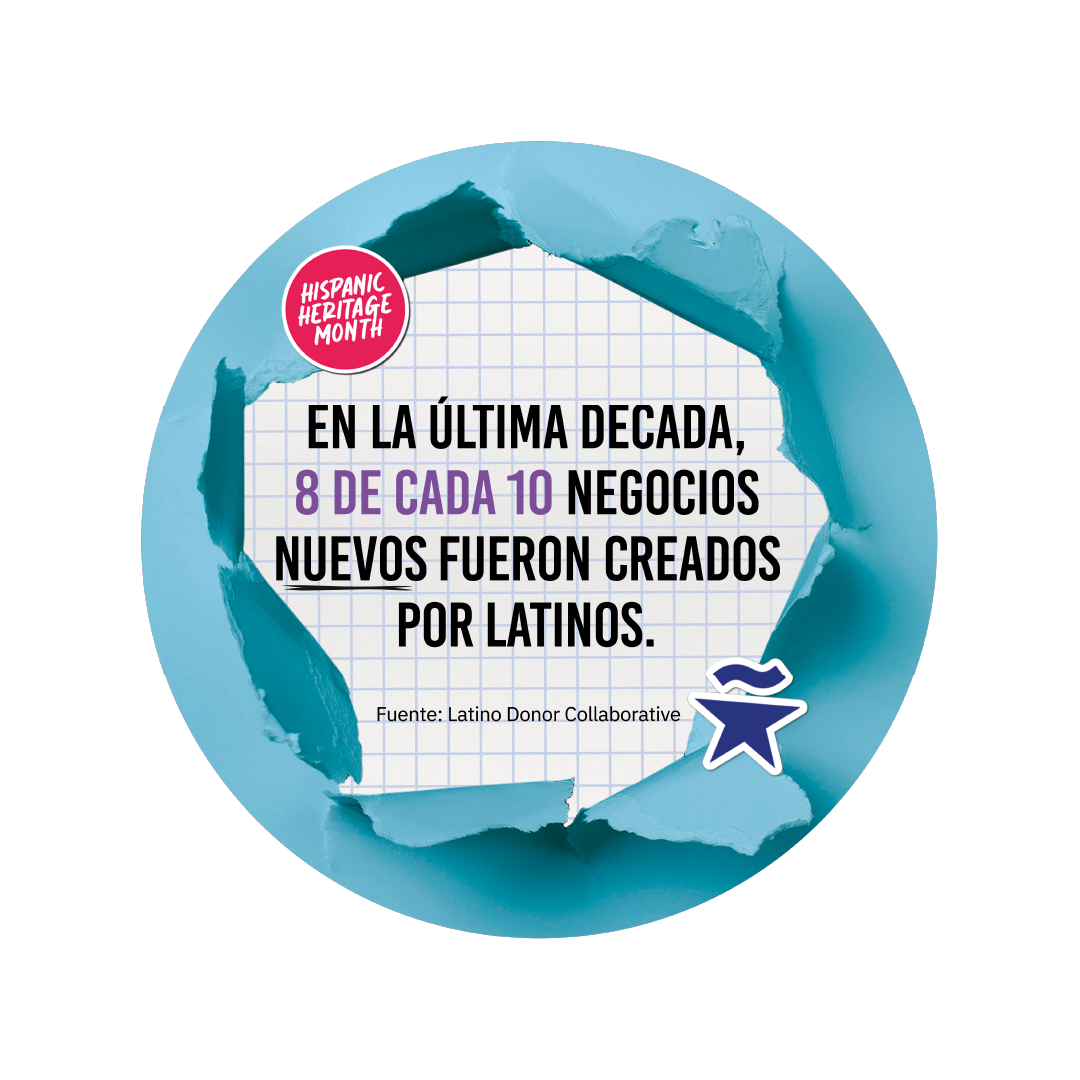 HISPANIC
HERITAGE
MONTH
EN LA ÚLTIMA DECADA,
8 DE CADA 10 NEGOCIOS
NUEVOS FUERON CREADOS
POR LATINOS.
Fuente: Latino Donor Collaborative